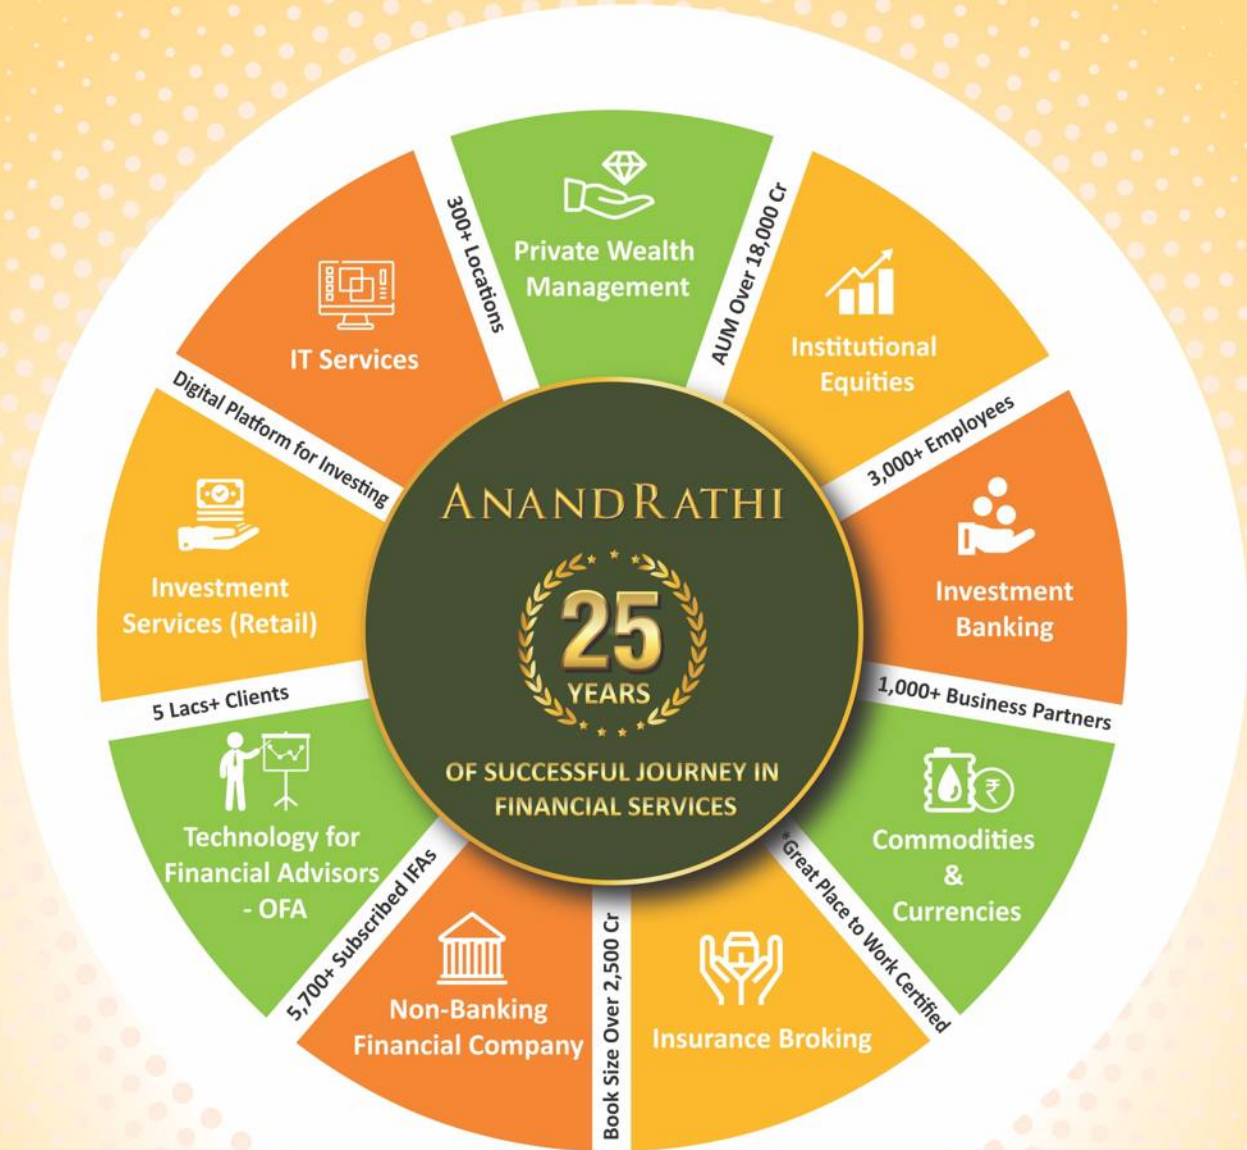 ANANDRATHI
25
YEARS
OF SUCCESSFUL JOURNEY IN
FINANCIAL SERVICES
Private Wealth
Management
AUM Over 18,000 Cr
Institutional
Equities
3,000+ Employees
Investment
Banking
1,000+ Business Partners
Commodities
&
Currencies
*Great Place to Work Certified
Insurance Broking
Book Size Over 2,500 Cr
Non-Banking
Financial Company
5,700+ Subscribed IFAs
Technology for
Financial Advisors
- OFA
5 Lacs+ Clients
Investment
Services (Retail)
Digital Platform for Investing
IT Services
300+ Locations